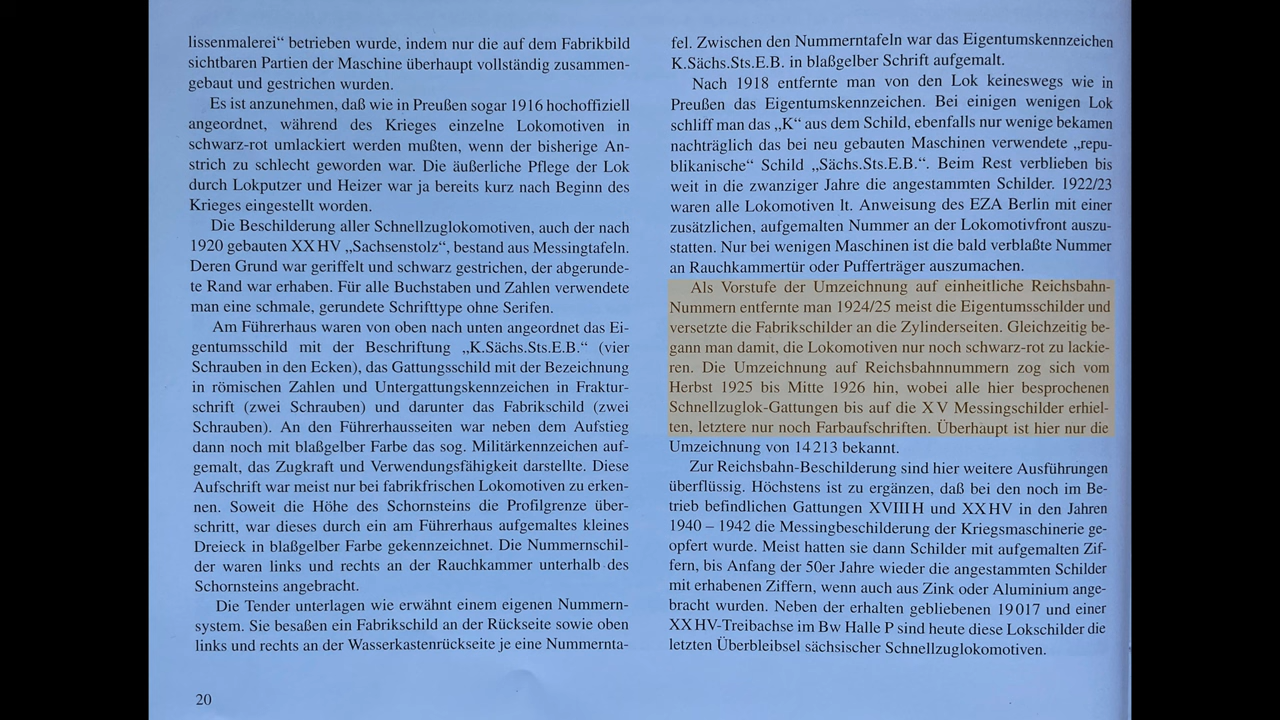 lissenmalerei“ betrieben wurde, indem nur die auf dem Fabrikbild
sichtbaren Partien der Maschine überhaupt vollständig zusammen-
gebaut und gestrichen wurden.
Es ist anzunehmen, daß wie in Preußen sogar 1916 hochoffiziell
angeordnet, während des Krieges einzelne Lokomotiven in
schwarz-rot umlackiert werden mußten, wenn der bisherige An-
strich zu schlecht geworden war. Die äußerliche Pflege der Lok
durch Lokputzer und Heizer war ja bereits kurz nach Beginn des
Krieges eingestellt worden.
Die Beschilderung aller Schnellzuglokomotiven, auch der nach
1920 gebauten XX HV „Sachsenstolz“, bestand aus Messingtafeln.
Deren Grund war geriffelt und schwarz gestrichen, der abgerunde-
te Rand war erhaben. Für alle Buchstaben und Zahlen verwendete
man eine schmale, gerundete Schrifttype ohne Serifen.
Am Führerhaus waren von oben nach unten angeordnet das Ei-
gentumsschild mit der Beschriftung „K.Sächs.Sts.E.B.“ (vier
Schrauben in den Ecken), das Gattungsschild mit der Bezeichnung
in römischen Zahlen und Untergattungskennzeichen in Fraktur-
schrift (zwei Schrauben) und darunter das Fabrikschild (zwei
Schrauben). An den Führerhausseiten war neben dem Aufstieg
dann noch mit blaßgelber Farbe das sog. Militärkennzeichen auf-
gemalt, das Zugkraft und Verwendungsfähigkeit darstellte. Diese
Aufschrift war meist nur bei fabrikfrischen Lokomotiven zu erken-
nen. Soweit die Höhe des Schornsteins die Profilgrenze über-
schritt, war dieses durch ein am Führerhaus aufgemaltes kleines
Dreieck in blaßgelber Farbe gekennzeichnet. Die Nummernschil-
der waren links und rechts an der Rauchkammer unterhalb des
Schornsteins angebracht.
Die Tender unterlagen wie erwähnt einem eigenen Nummern-
system. Sie besaßen ein Fabrikschild an der Rückseite sowie oben
links und rechts an der Wasserkastenrückseite je eine Nummernta-
fel. Zwischen den Nummerntafeln war das Eigentumskennzeichen
K.Sächs.Sts.E.B. in blaßgelber Schrift aufgemalt.
Nach 1918 entfernte man von den Lok keineswegs wie in
Preußen das Eigentumskennzeichen. Bei einigen wenigen Lok
schliff man das „K“ aus dem Schild, ebenfalls nur wenige bekamen
nachträglich das bei neu gebauten Maschinen verwendete „repu-
blikanische“ Schild „Sächs.Sts.E.B.“. Beim Rest verblieben bis
weit in die zwanziger Jahre die angestammten Schilder. 1922/23
waren alle Lokomotiven lt. Anweisung des EZA Berlin mit einer
zusätzlichen, aufgemalten Nummer an der Lokomotivfront auszu-
statten. Nur bei wenigen Maschinen ist die bald verblaßte Nummer
an Rauchkammertür oder Pufferträger auszumachen.
Als Vorstufe der Umzeichnung auf einheitliche Reichsbahn-
Nummern entfernte man 1924/25 meist die Eigentumsschilder und
versetzte die Fabrikschilder an die Zylinderseiten. Gleichzeitig be-
gann man damit, die Lokomotiven nur noch schwarz-rot zu lackie-
ren. Die Umzeichnung auf Reichsbahnnummern zog sich vom
Herbst 1925 bis Mitte 1926 hin, wobei alle hier besprochenen
Schnellzuglok-Gattungen bis auf die X V Messingschilder erhiel-
ten, letztere nur noch Farbaufschriften. Überhaupt ist hier nur die
Umzeichnung von 14 213 bekannt.
Zur Reichsbahn-Beschilderung sind hier weitere Ausführungen
überflüssig. Höchstens ist zu ergänzen, daß bei den noch im Be-
trieb befindlichen Gattungen XVIII H und XX HV in den Jahren
1940 – 1942 die Messingbeschilderung der Kriegsmaschinerie ge-
opfert wurde. Meist hatten sie dann Schilder mit aufgemalten Zif-
fern, bis Anfang der 50er Jahre wieder die angestammten Schilder
mit erhabenen Ziffern, wenn auch aus Zink oder Aluminium ange-
bracht wurden. Neben der erhalten gebliebenen 19 017 und einer
XX HV-Treibachse im Bw Halle P sind heute diese Lokschilder die
letzten Überbleibsel sächsischer Schnellzuglokomotiven.
20